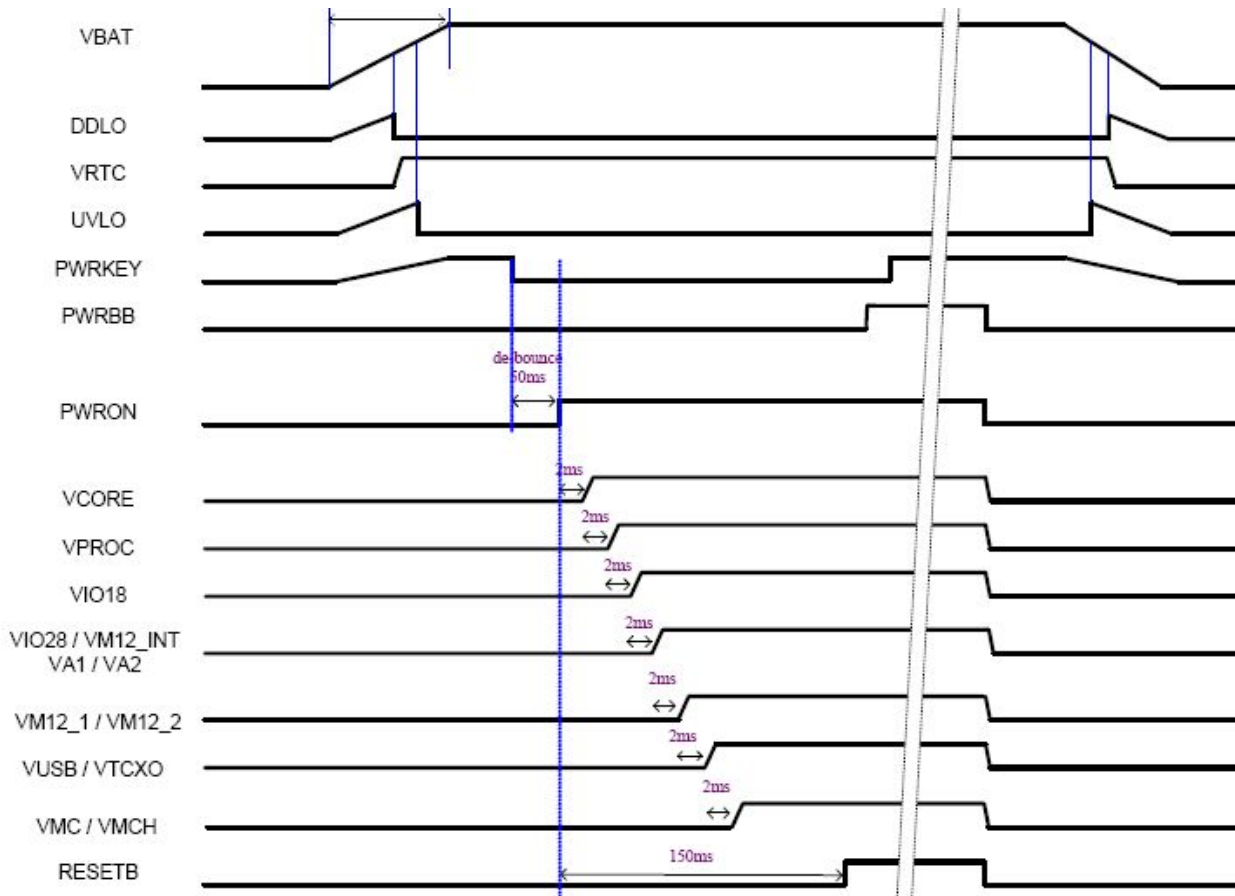 VBAT
DDLO
VRTC
UVLO
PWRKEY
PWRBB
de-bounce
50ms
PWRON
2ms
VCORE
2ms
VPROC
2ms
VIO18
2ms
VIO28 / VM12_INT
VA1 / VA2
2ms
VM12_1 / VM12_2
2ms
VUSB / VTCXO
2ms
VMC / VMCH
150ms
RESETB